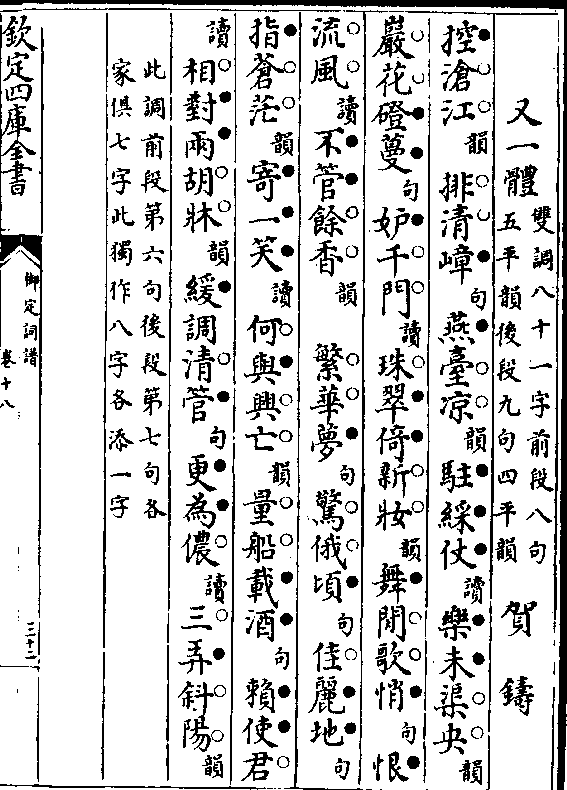 又一體
雙調八十一字前段八句
五平韻後段九句四平韻
賀鑄
控滄江韻排清嶂句燕臺凉韻駐綵仗讀樂未渠央韻
巖花磴蔓句妒千門讀珠翠倚新妝韻舞閒歌悄句恨
流風讀不管餘香韻 繁華夢句驚俄頃句佳麗地句
指蒼茫韻寄一笑讀何與興亡韻量船載酒句賴使君
讀相對兩胡牀韻緩調清管句更為儂讀三弄斜陽韻
此調前段第六句後段第七句各
家俱七字此獨作八字各添一字
欽定四庫全書
御定詞譜
卷十八
三十二